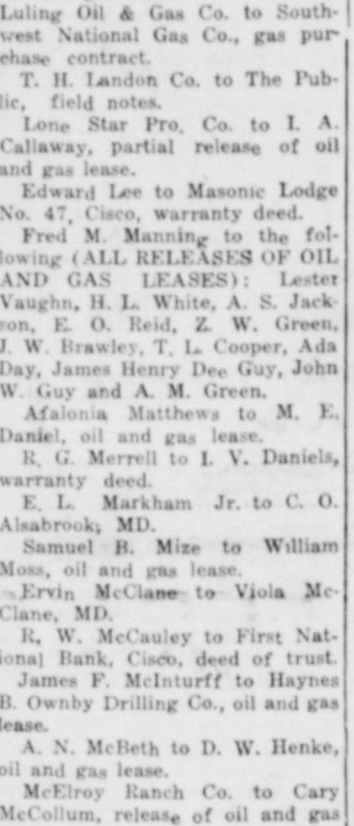 Luling Oil & Gas Co. to South-
west National Gas Co., gas pur-
chase contract.
T. H. Landon Co. to The Pub-
lic, field notes.
Lone Star Pro. Co. to I. A.
Callaway, partial release of oil
and gas lease.
Edward Lee to Masonic Lodge
No. 47, Cisco, warranty deed.
Fred M. Manning to the fol-
lowing (ALL RELEASES OF OIL
AND GAS LEASES): Lester
Vaughn, H. L. White, A. S. Jack-
son, E. O. Reid, Z. W. Green,
J. W. Brawley, T. L. Cooper, Ada
Day, James Henry Dee Guy, John
W. Guy and A. M. Green.
Afalonia Matthews to M. E.
Daniel, oil and gas lease.
R. G. Merrell to I. V. Daniels,
warranty deed.
E. L. Markham Jr. to C. O.
Alsabrook, MD.
Samuel B. Mize to William
Moss, oil and gas lease.
Ervin McClane to Viola Mc-
Clane, MD.
R. W. McCauley to First Nat-
ional Bank, Cisco, deed of trust.
James F. McInturff to Haynes
B. Ownby Drilling Co., oil and gas
lease.
A. N. McBeth to D. W. Henke,
oil and gas lease.
McElroy Ranch Co. to Cary
McCollum, release of oil and gas